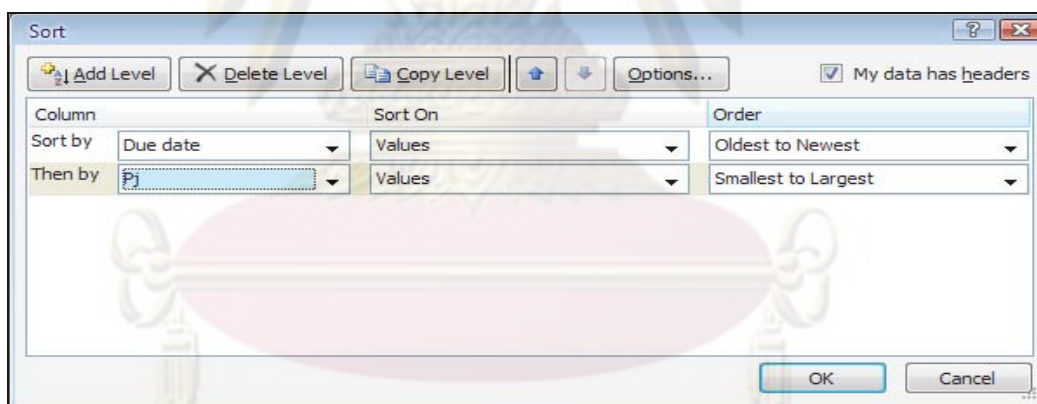 Sort
Add Level Delete Level Copy Level Options... My data has headers
Column Sort On Order
Sort by Due date Values Oldest to Newest
Then by Pj Values Smallest to Largest
OK Cancel